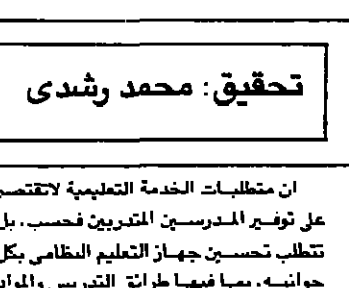 تحقيق: محمد رشدى
ان متطلبات الخدمة التعليمية لاتقتصر
على توفير المدرسين المتدربين فحسب، بل
تتطلب تحسين جهاز التعليم النظامي بكل
جوانبه، بما فيها طرائق التدريس والمواد